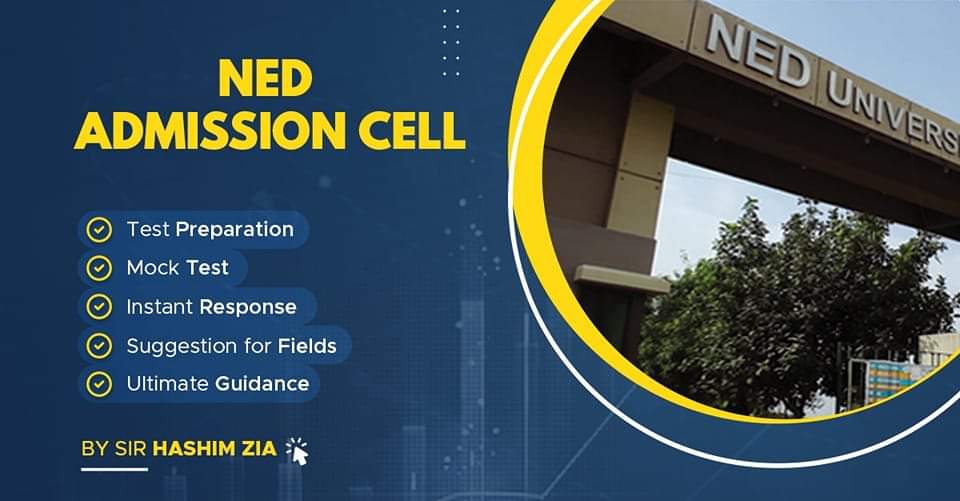 NED
ADMISSION CELL
Test Preparation
Mock Test
Instant Response
Suggestion for Fields
Ultimate Guidance
BY SIR HASHIM ZIA
NED UNIVERSI